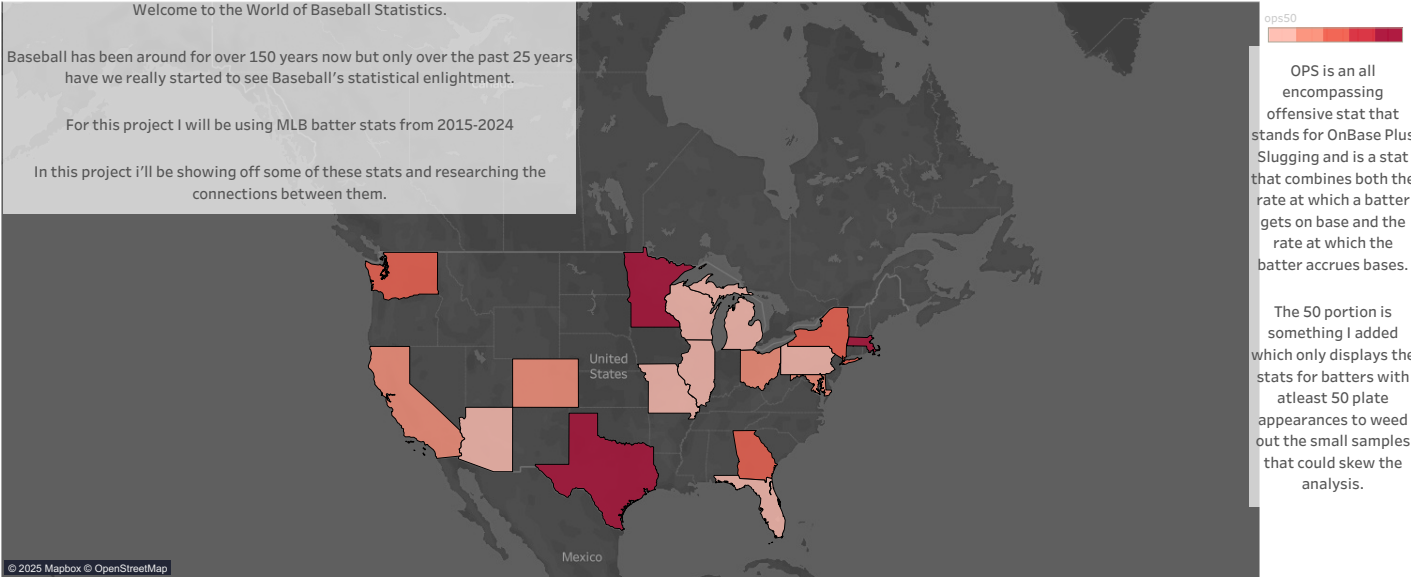 Welcome to the World of Baseball Statistics.
Baseball has been around for over 150 years now but only over the past 25 years
have we really started to see Baseball's statistical enlightment.
For this project I will be using MLB batter stats from 2015-2024
In this project i'll be showing off some of these stats and researching the
connections between them.
Canada
United
States
Mexico
© 2025 Mapbox © OpenStreetMap
ops50
OPS is an all
encompassing
offensive stat that
stands for OnBase Plus
Slugging and is a stat
that combines both the
rate at which a batter
gets on base and the
rate at which the
batter accrues bases.
The 50 portion is
something I added
which only displays the
stats for batters with
atleast 50 plate
appearances to weed
out the small samples
that could skew the
analysis.